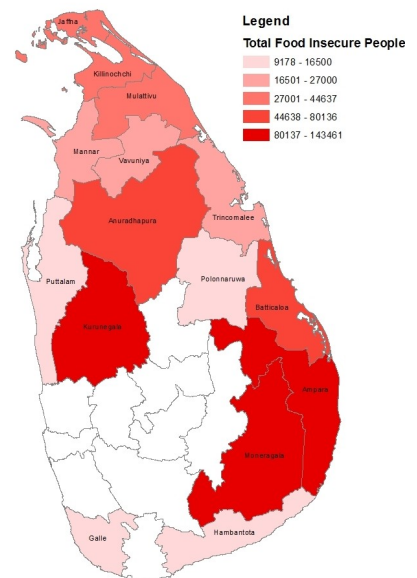 Legend
Total Food Insecure People
9178 - 16500
16501 - 27000
27001 - 44637
44638 - 80136
80137 - 143461
Jaffna
Killinochchi
Mulattivu
Mannar
Vavuniya
Trincomalee
Anuradhapura
Polonnaruwa
Puttalam
Batticaloa
Kurunegala
Ampara
Moneragala
Hambantota
Galle